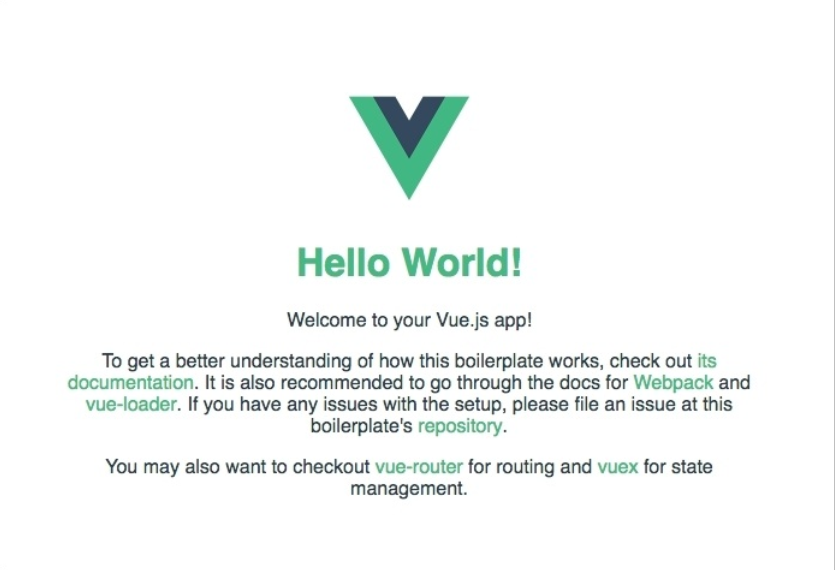 Hello World!
Welcome to your Vue.js app!
To get a better understanding of how this boilerplate works, check out its
documentation. It is also recommended to go through the docs for Webpack and
vue-loader. If you have any issues with the setup, please file an issue at this
boilerplate's repository.
You may also want to checkout vue-router for routing and vuex for state
management.